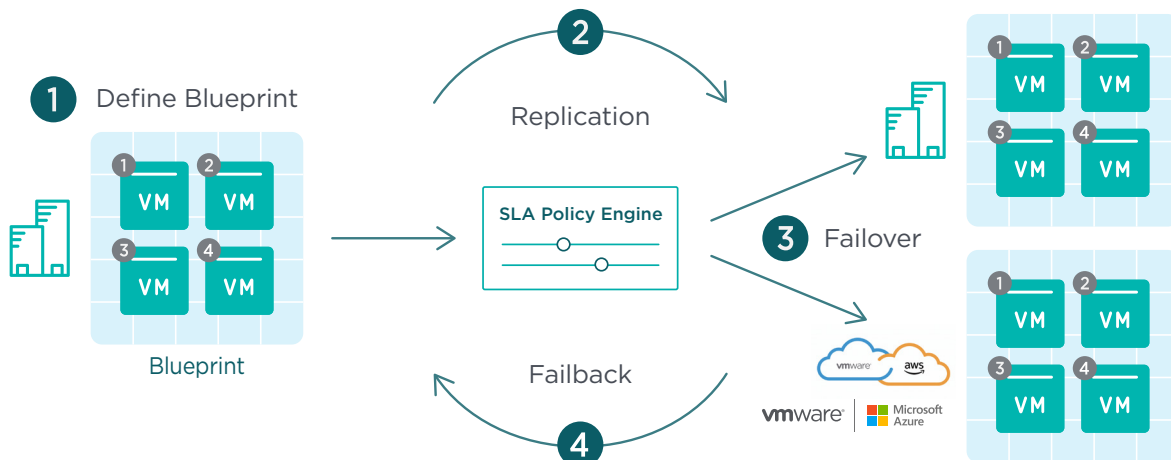 1
Define Blueprint
1
VM
2
VM
3
VM
4
VM
Blueprint
2
Replication
SLA Policy Engine
3
Failover
Failback
4
1
VM
2
VM
3
VM
4
VM
1
VM
2
VM
3
VM
4
VM
vmware
aws
vmware
Microsoft
Azure